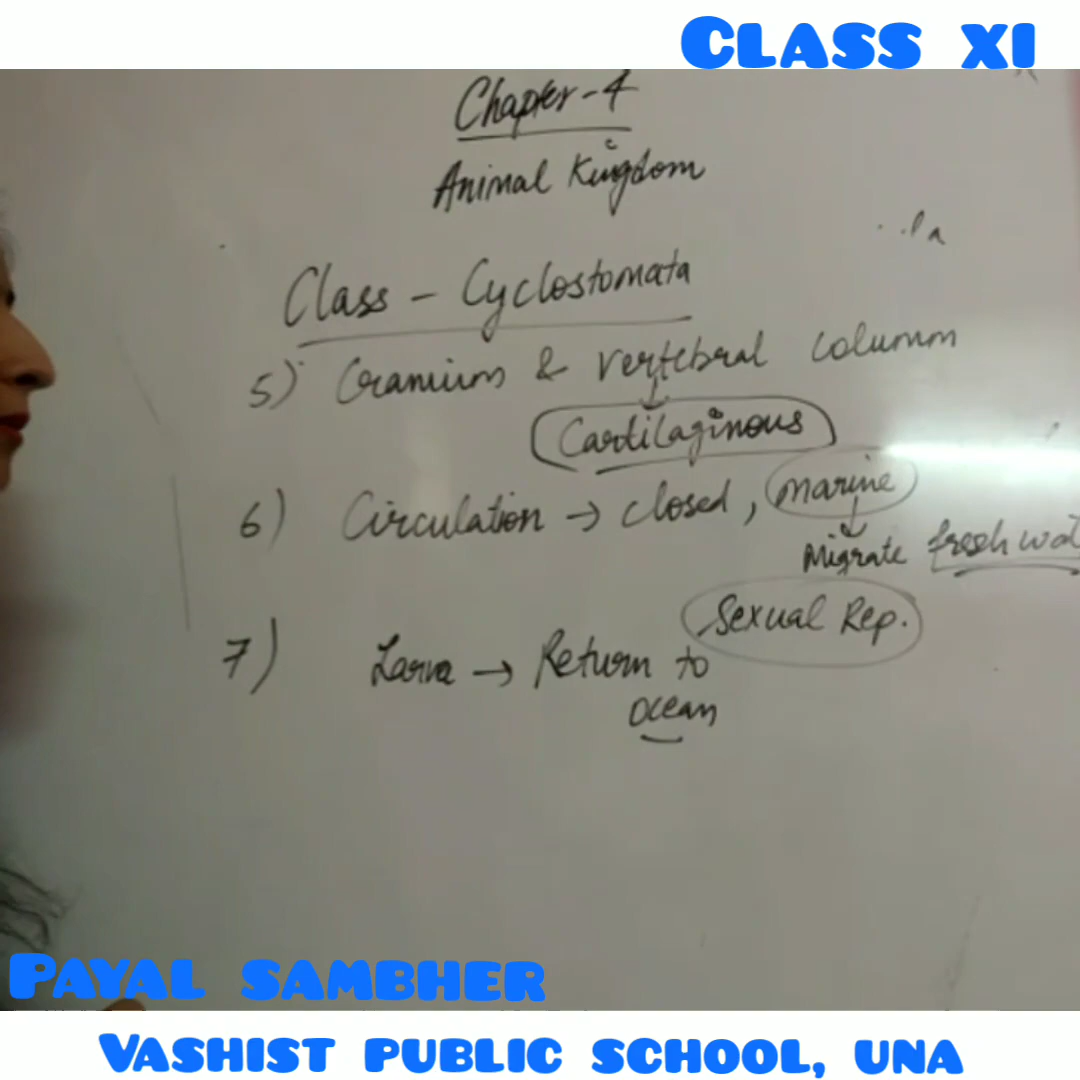 CLASS XI
Chapter-4
Animal Kingdom
Class - Cyclostomata
5) Cranium & vertebral column
Cartilaginous
6) Circulation → closed, marine
Migrate fresh wat
Sexual Rep.
7) Larva → Return to
ocean
PAYAL SAMBHER
VASHIST PUBLIC SCHOOL, UNA